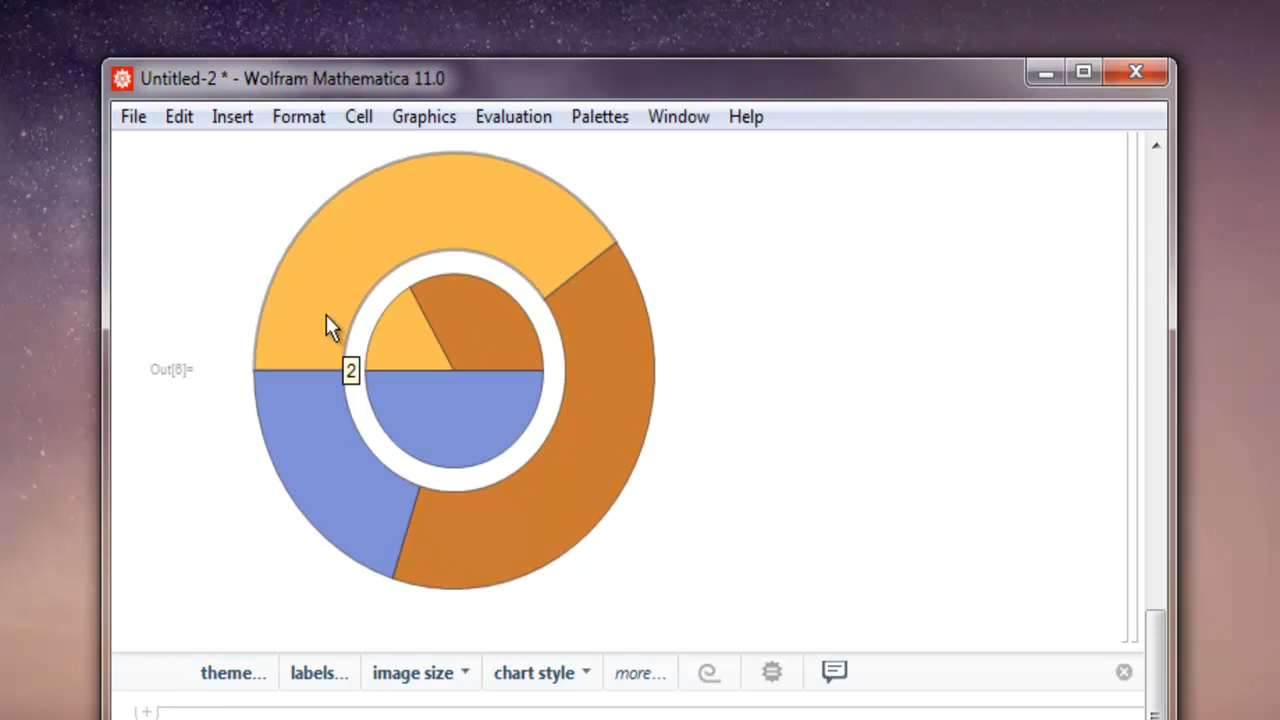 Untitled-2 * - Wolfram Mathematica 11.0
File Edit Insert Format Cell Graphics Evaluation Palettes Window Help
Out[6]=
2
theme... labels... image size chart style more...